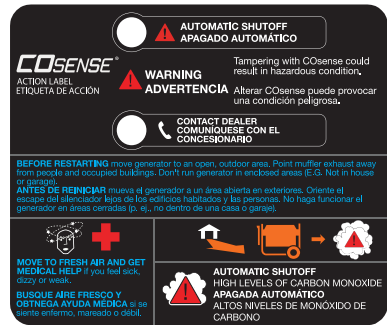 AUTOMATIC SHUTOFF
APAGADO AUTOMÁTICO
COSENSE®
ACTION LABEL
ETIQUETA DE ACCIÓN
WARNING
ADVERTENCIA
Tampering with COsense could
result in hazardous condition.
Alterar COsense puede provocar
una condición peligrosa.
CONTACT DEALER
COMUNÍQUESE CON EL
CONCESIONARIO
BEFORE RESTARTING move generator to an open, outdoor area. Point muffler exhaust away
from people and occupied buildings. Don't run generator in enclosed areas (E.G. Not in house
or garage).
ANTES DE REINICIAR mueva el generador a un área abierta en exteriores. Oriente el
escape del silenciador lejos de los edificios habitados y las personas. No haga funcionar el
generador en áreas cerradas (p. ej., no dentro de una casa o garaje).
MOVE TO FRESH AIR AND GET
MEDICAL HELP if you feel sick,
dizzy or weak.
BUSQUE AIRE FRESCO Y
OBTNEGA AYUDA MÉDICA si se
siente enfermo, mareado o débil.
AUTOMATIC SHUTOFF
HIGH LEVELS OF CARBON MONOXIDE
APAGADA AUTOMÁTICO
ALTOS NIVELES DE MONÓXIDO DE
CARBONO